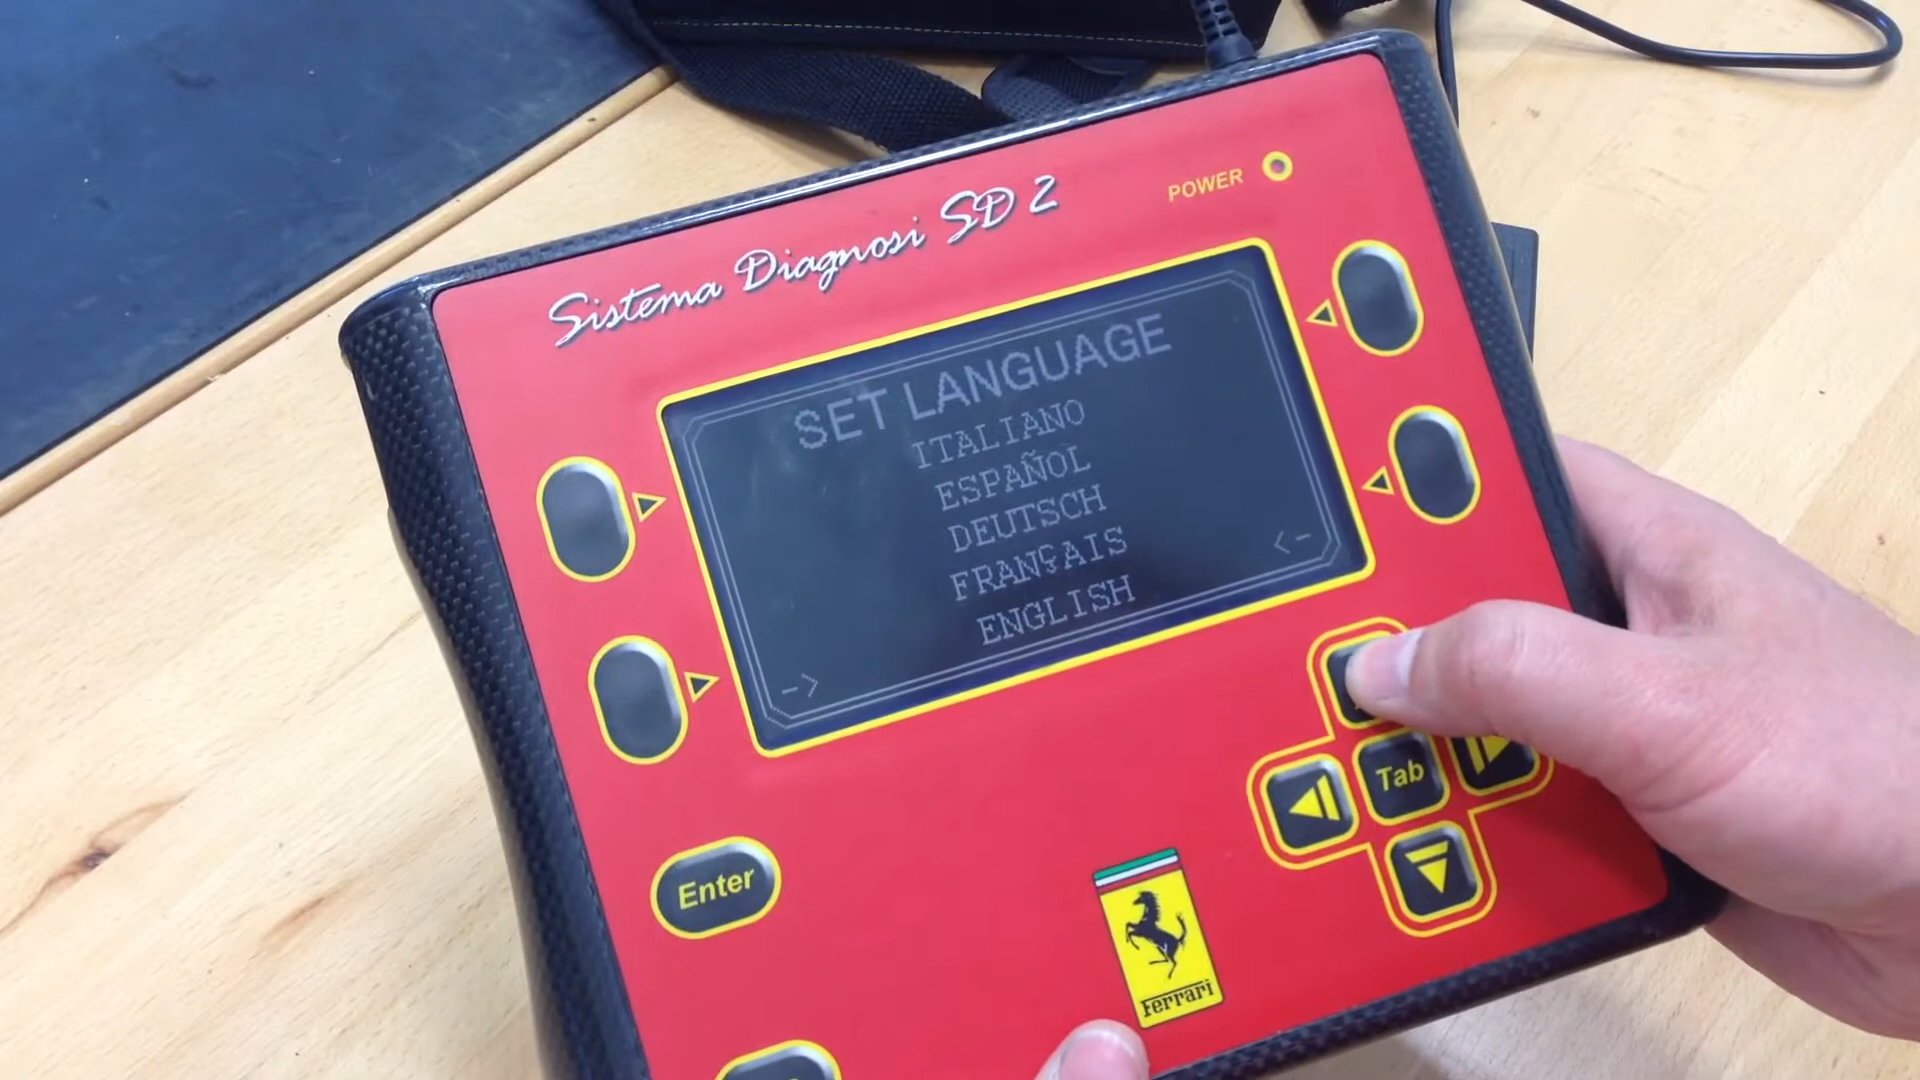 Sistema Diagnosi SD 2
POWER
SET LANGUAGE
ITALIANO
ESPAÑOL
DEUTSCH
FRANÇAIS
ENGLISH
<-
->
Tab
Enter
Ferrari